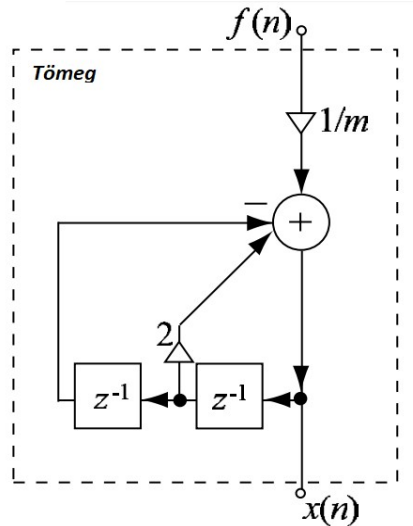 f(n)
Tömeg
1/m
−
+
2
z⁻¹ z⁻¹
x(n)